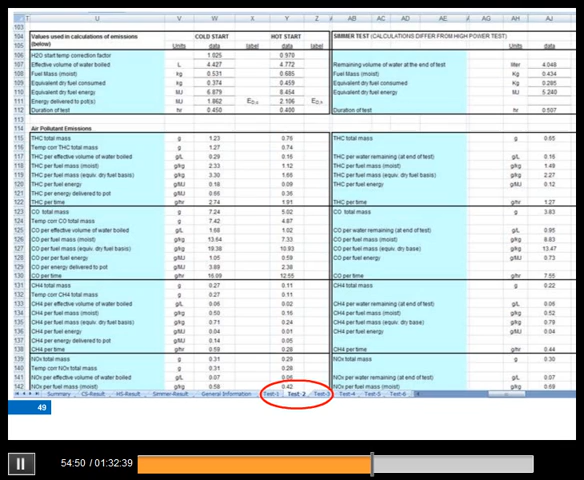 T U V W X Y Z AB AC AD AE AG AH AJ
103
104 Values used in calculations of emissions COLD START HOT START SIMMER TEST (CALCULATIONS DIFFER FROM HIGH POWER TEST)
105 (below) Units data label data label Units data
106 H2O start temp correction factor 1.025 0.970
107 Effective volume of water boiled L 4.427 4.772 Remaining volume of water at the end of test liter 4.048
108 Fuel Mass (moist) kg 0.531 0.685 Fuel Mass (moist) kg 0.434
109 Equivalent dry fuel consumed kg 0.374 0.459 Equivalent dry fuel consumed kg 0.285
110 Equivalent dry fuel energy MJ 6.879 8.454 Equivalent dry fuel energy MJ 5.240
111 Energy delivered to pot(s) MJ 1.862 2.106
112 Duration of test hr 0.450 0.400 Duration of test hr 0.507
113
114 Air Pollutant Emissions
115 THC total mass g 1.23 0.76 THC total mass g 0.65
116 Temp corr THC total mass g 1.27 0.74
117 THC per effective volume of water boiled g/L 0.29 0.16 THC per water remaining (at end of test) g/L 0.16
118 THC per fuel mass (moist) g/kg 2.33 1.12 THC per fuel mass (moist) g/kg 1.49
119 THC per fuel mass (equiv. dry fuel basis) g/kg 3.30 1.66 THC per fuel mass (equiv. dry fuel basis) g/kg 2.27
120 THC per fuel energy g/MJ 0.18 0.09 THC per fuel energy g/MJ 0.12
121 THC per energy delivered to pot g/MJ 0.66 0.36
122 THC per time g/hr 2.74 1.91 THC per time g/hr 1.27
123 CO total mass g 7.24 5.02 CO total mass g 3.83
124 Temp corr CO total mass g 7.42 4.87
125 CO per effective volume of water boiled g/L 1.68 1.02 CO per water remaining (at end of test) g/L 0.95
126 CO per fuel mass (moist) g/kg 13.64 7.33 CO per fuel mass (moist) g/kg 8.83
127 CO per fuel mass (equiv. dry fuel basis) g/kg 19.38 10.93 CO per fuel mass (equiv. dry base) g/kg 13.47
128 CO per per fuel energy g/MJ 1.05 0.59 CO per fuel energy g/MJ 0.73
129 CO per energy delivered to pot g/MJ 3.89 2.38
130 CO per time g/hr 16.09 12.55 CO per time g/hr 7.55
131 CH4 total mass g 0.27 0.11 CH4 total mass g 0.22
132 Temp corr CH4 total mass g 0.27 0.11
133 CH4 per effective volume of water boiled g/L 0.06 0.02 CH4 per water remaining (at end of test) g/L 0.06
134 CH4 per fuel mass (moist) g/kg 0.50 0.16 CH4 per fuel mass (moist) g/kg 0.52
135 CH4 per fuel mass (equiv. dry fuel basis) g/kg 0.71 0.24 CH4 per fuel mass (equiv. dry fuel basis) g/kg 0.79
136 CH4 per fuel energy g/MJ 0.04 0.01 CH4 per fuel energy g/MJ 0.04
137 CH4 per energy delivered to pot g/MJ 0.14 0.05
138 CH4 per time g/hr 0.59 0.28 CH4 per time g/hr 0.44
139 NOx total mass g 0.31 0.29 NOx total mass g 0.30
140 Temp corr NOx total mass g 0.31 0.28
141 NOx per effective volume of water boiled g/L 0.07 0.06 NOx per water remaining (at end of test) g/L 0.07
142 NOx per fuel mass (moist) g/kg 0.58 0.42 NOx per fuel mass (moist) g/kg 0.68
Summary CS-Result HS-Result Simmer-Result General Information Test-1 Test-2 Test-3 Test-4 Test-5 Test-6
49
54:50 / 01:32:39